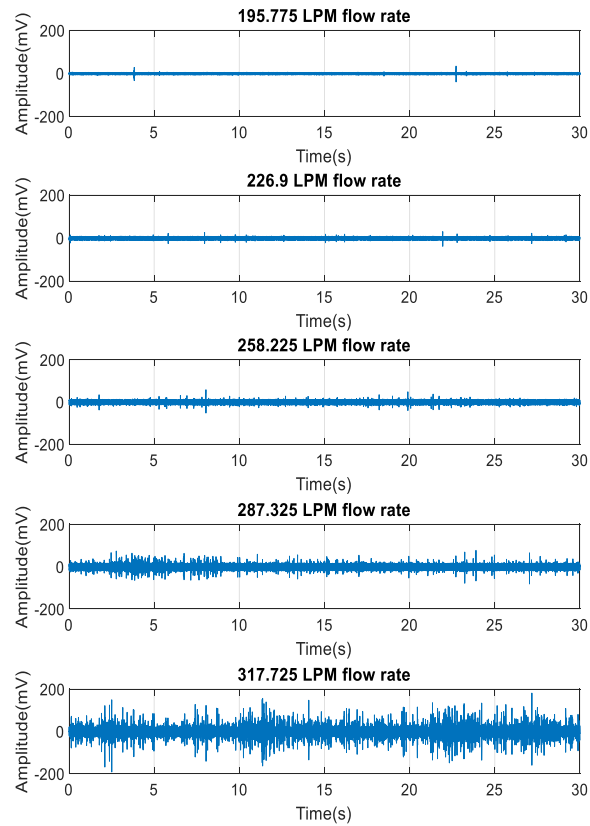 195.775 LPM flow rate
200
0
-200
Amplitude(mV)
0 5 10 15 20 25 30
Time(s)
226.9 LPM flow rate
200
0
-200
Amplitude(mV)
0 5 10 15 20 25 30
Time(s)
258.225 LPM flow rate
200
0
-200
Amplitude(mV)
0 5 10 15 20 25 30
Time(s)
287.325 LPM flow rate
200
0
-200
Amplitude(mV)
0 5 10 15 20 25 30
Time(s)
317.725 LPM flow rate
200
0
-200
Amplitude(mV)
0 5 10 15 20 25 30
Time(s)